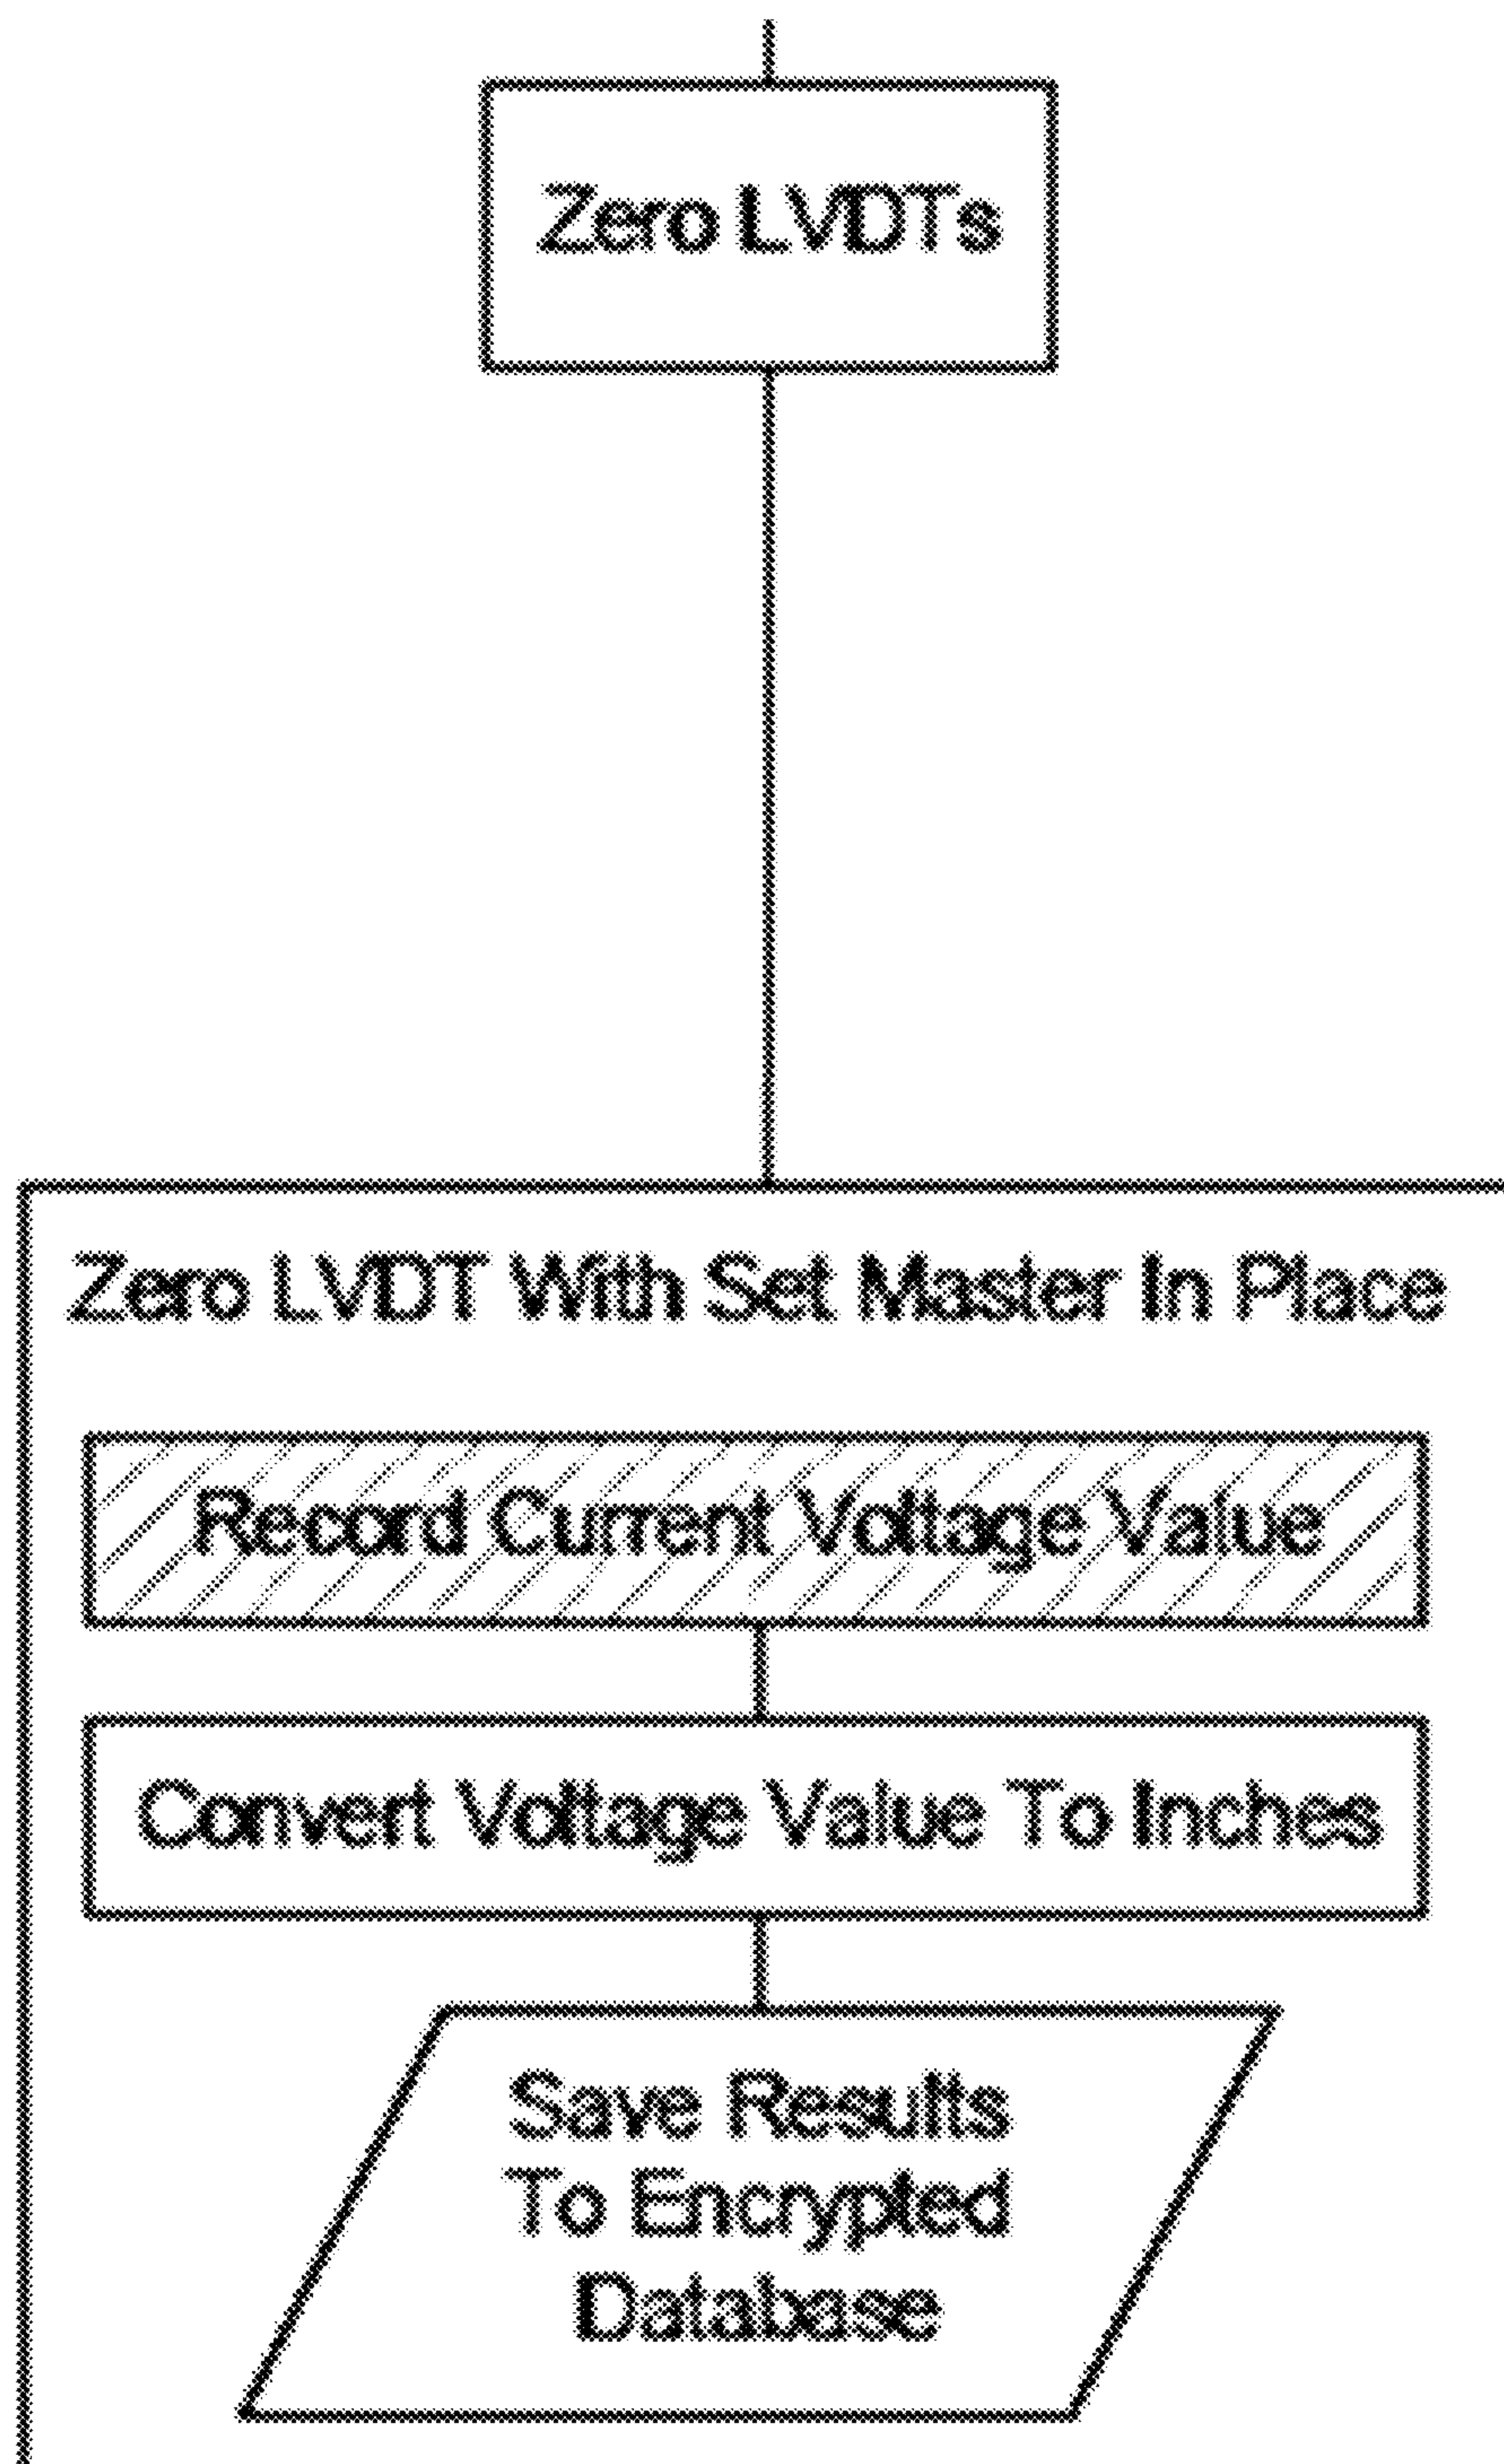 Zero LVDTs
Zero LVDT With Set Master In Place
Record Current Voltage Value
Convert Voltage Value To Inches
Save Results
To Encrypted
Database